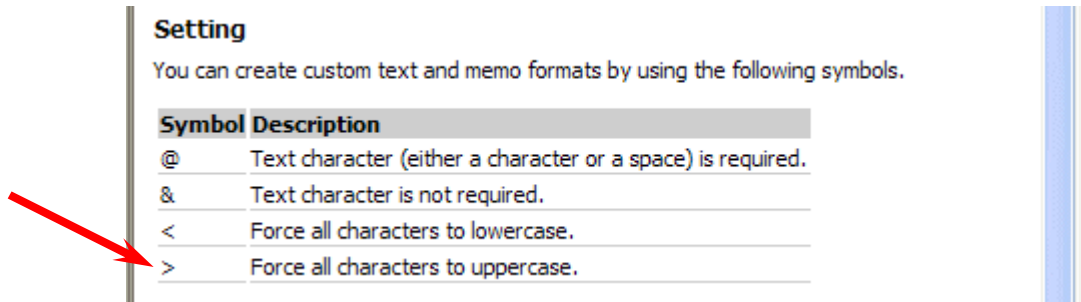 Setting
You can create custom text and memo formats by using the following symbols.
Symbol Description
@ Text character (either a character or a space) is required.
& Text character is not required.
< Force all characters to lowercase.
> Force all characters to uppercase.